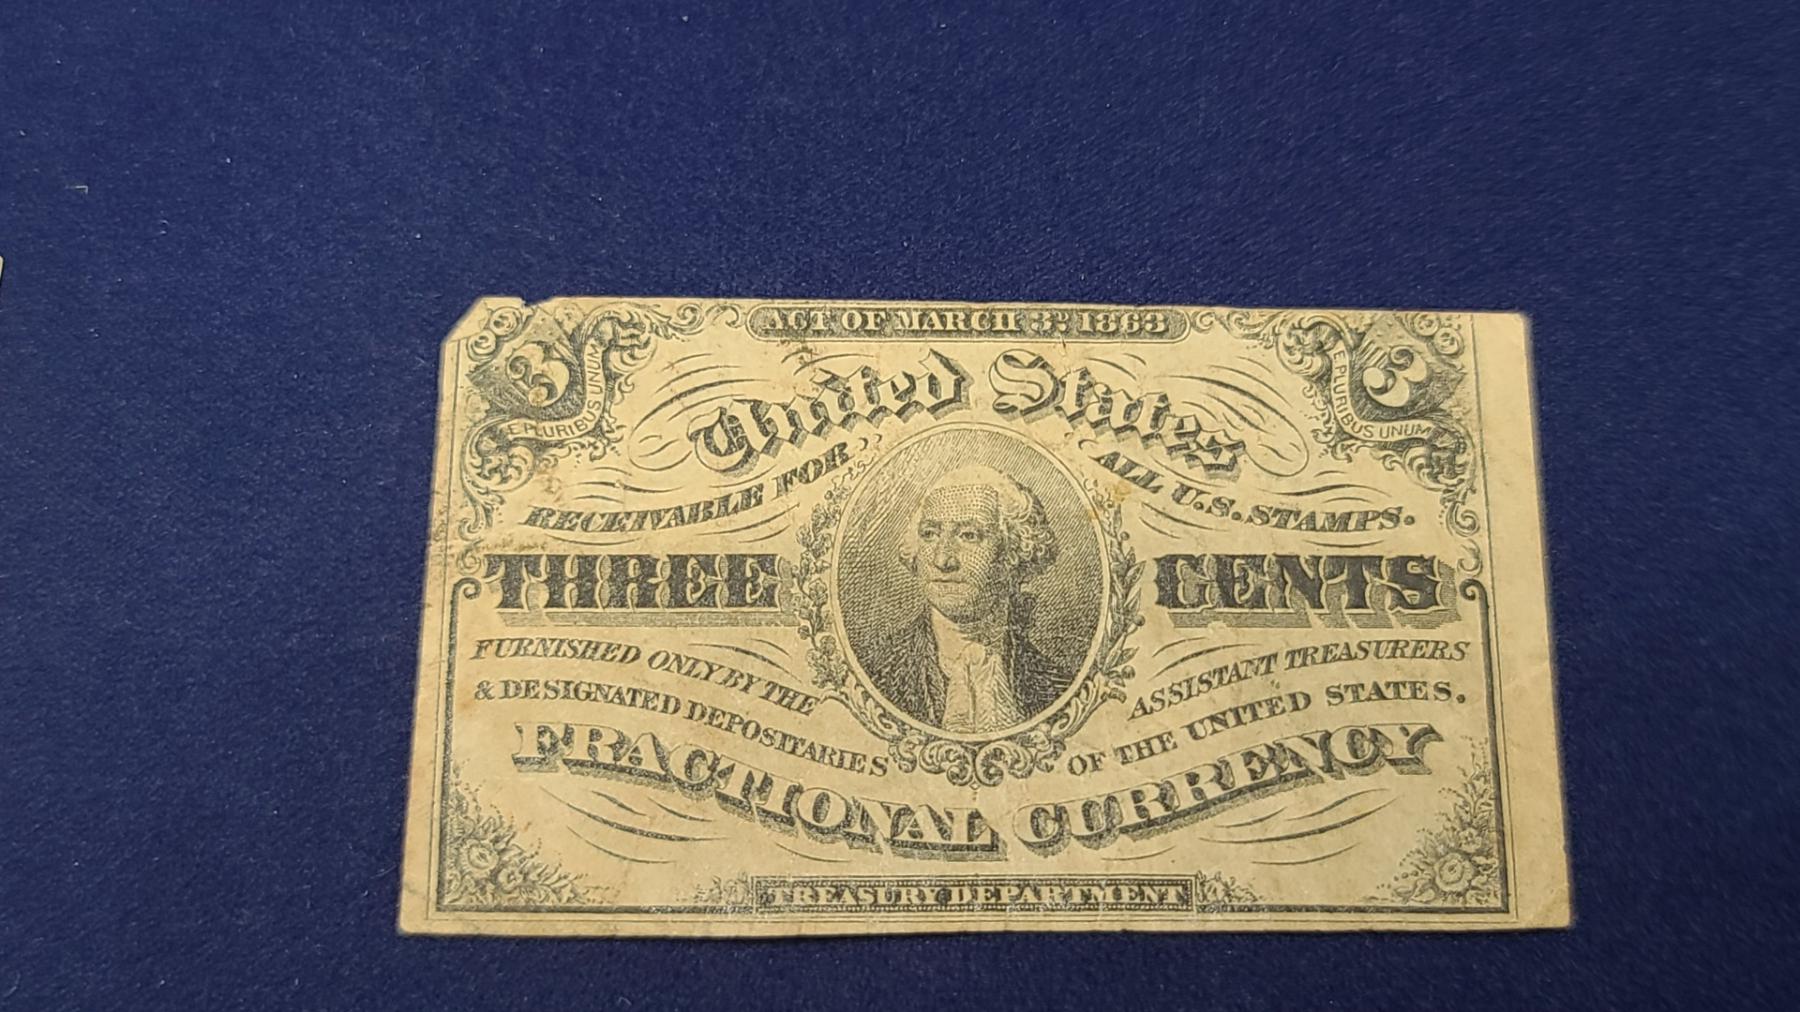 ACT OF MARCH 3D 1863
3 3
E PLURIBUS UNUM E PLURIBUS UNUM
United States
RECEIVABLE FOR ALL U.S. STAMPS.
THREE CENTS
FURNISHED ONLY BY THE ASSISTANT TREASURERS
& DESIGNATED DEPOSITARIES OF THE UNITED STATES.
FRACTIONAL CURRENCY
TREASURY DEPARTMENT